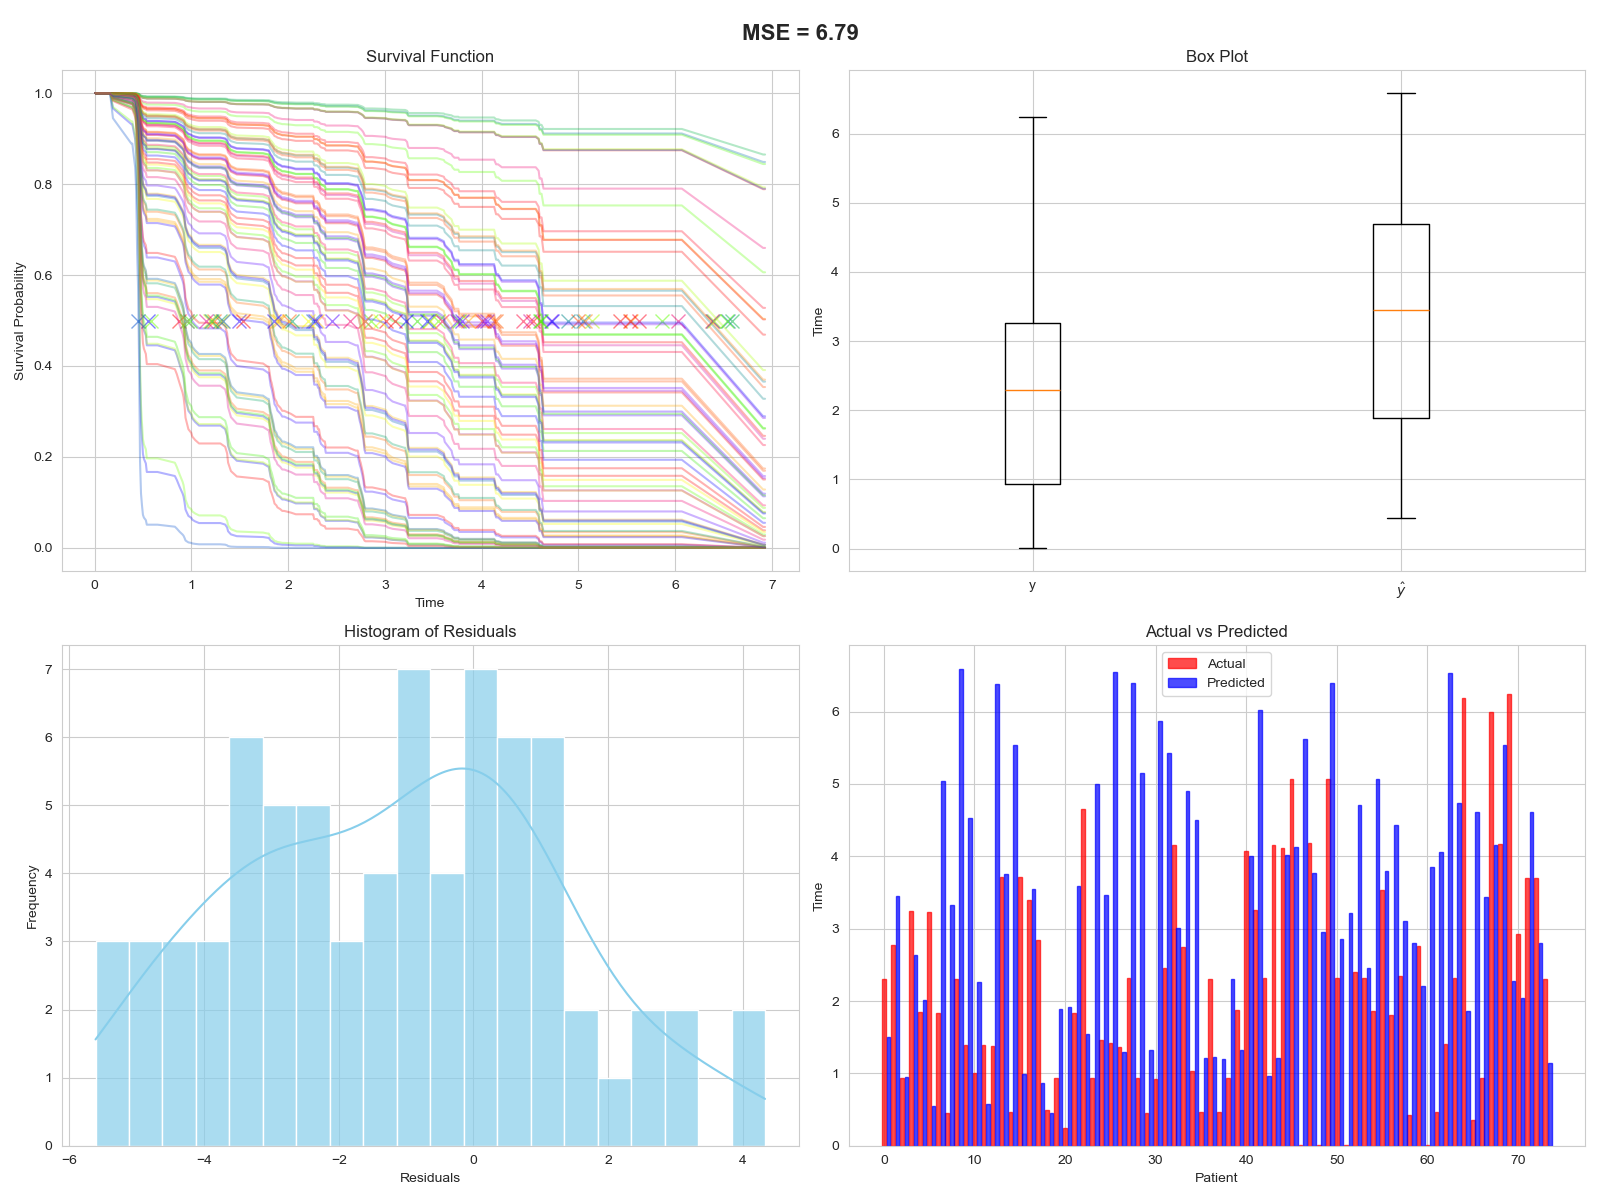 MSE = 6.79
Survival Function
Survival Probability
1.0
0.8
0.6
0.4
0.2
0.0
0 1 2 3 4 5 6 7
Time
Box Plot
Time
6
5
4
3
2
1
0
y ŷ
Histogram of Residuals
Frequency
7
6
5
4
3
2
1
0
−6 −4 −2 0 2 4
Residuals
Actual vs Predicted
Actual
Predicted
Time
6
5
4
3
2
1
0
0 10 20 30 40 50 60 70
Patient